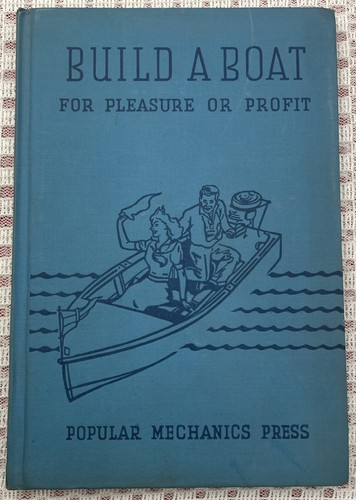 BUILD A BOAT
FOR PLEASURE OR PROFIT
POPULAR MECHANICS PRESS